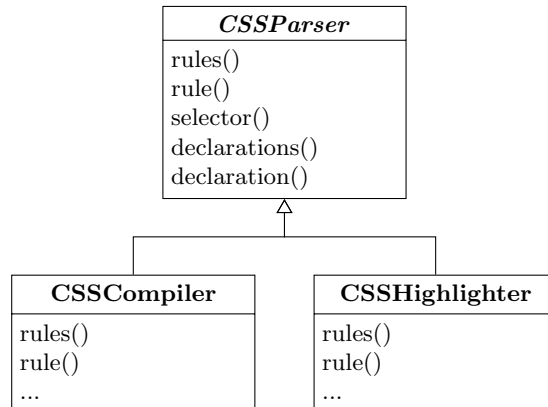 CSSParser
rules()
rule()
selector()
declarations()
declaration()
CSSCompiler
rules()
rule()
...
CSSHighlighter
rules()
rule()
...